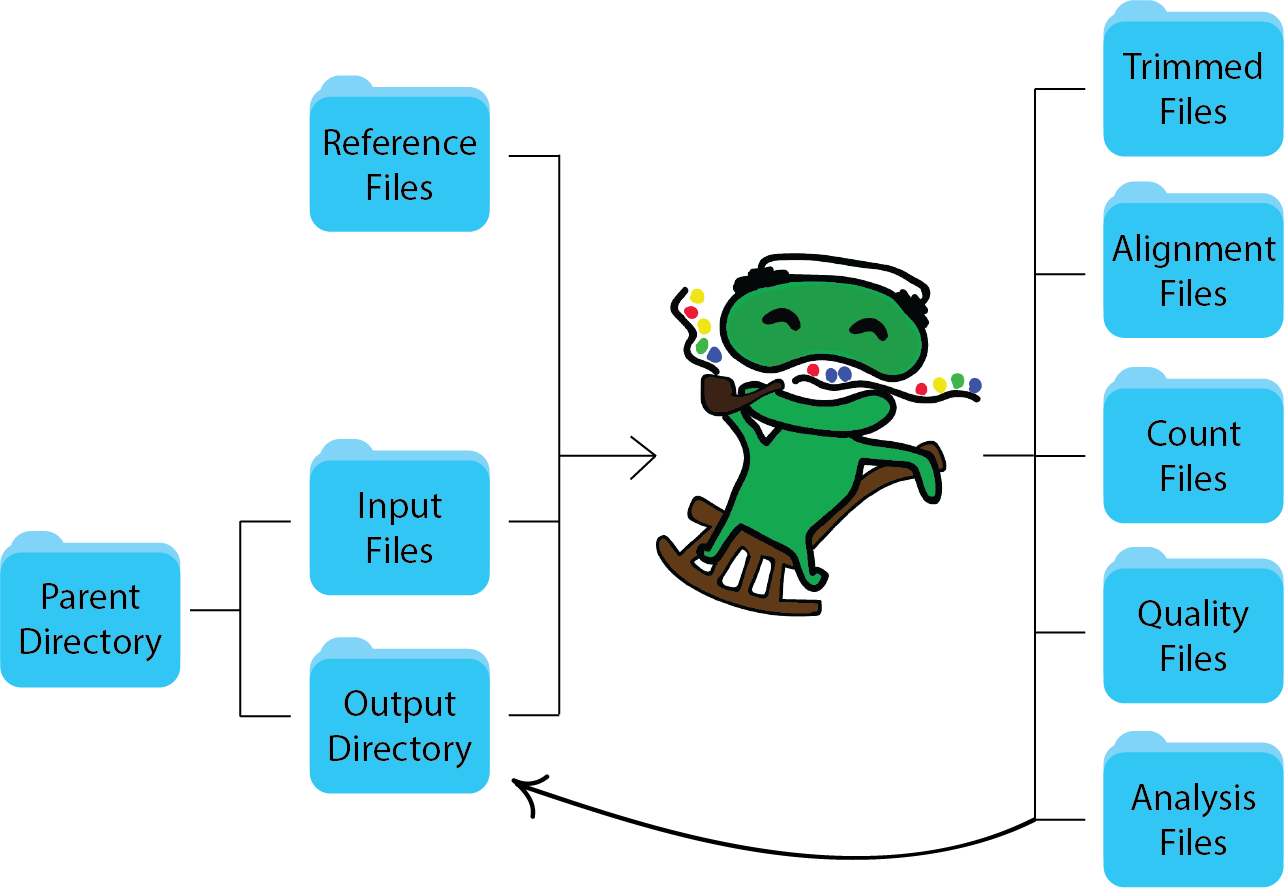 Reference
Files
Input
Files
Parent
Directory
Output
Directory
Trimmed
Files
Alignment
Files
Count
Files
Quality
Files
Analysis
Files